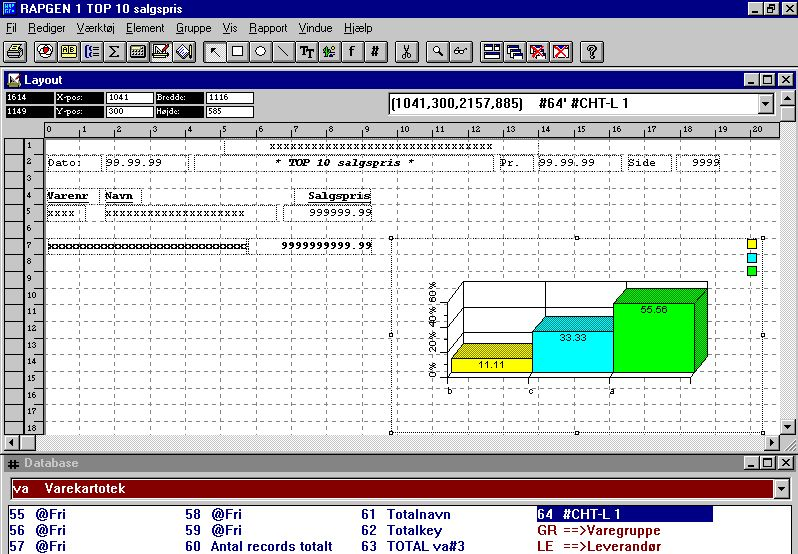 RAPGEN 1 TOP 10 salgspris
Fil Rediger Værktøj Element Gruppe Vis Rapport Vindue Hjælp
Σ TT f # ?
Layout
1614 X-pos: 1041 Bredde: 1116
1149 Y-pos: 300 Højde: 585
(1041,300,2157,885) #64' #CHT-L 1
0 1 2 3 4 5 6 7 8 9 10 11 12 13 14 15 16 17 18 19 20
1 xxxxxxxxxxxxxxxxxxxxxxxxxxxxxx
2 Dato: 99.99.99 * TOP 10 salgspris * Pr. 99.99.99 Side 9999
3
4 Varenr Navn Salgspris
5 xxxx xxxxxxxxxxxxxxxxxxxx 999999.99
6
7 xxxxxxxxxxxxxxxxxxxxxxxxxxxxxx 9999999999.99
8
9
10
11
12
13
14
15
16
17
18
60%
40%
20%
0%
11.11 33.33 55.56
b c a
# Database
va Varekartotek
55 @Fri 58 @Fri 61 Totalnavn 64 #CHT-L 1
56 @Fri 59 @Fri 62 Totalkey GR ==>Varegruppe
57 @Fri 60 Antal records totalt 63 TOTAL va#3 LE ==>Leverandør